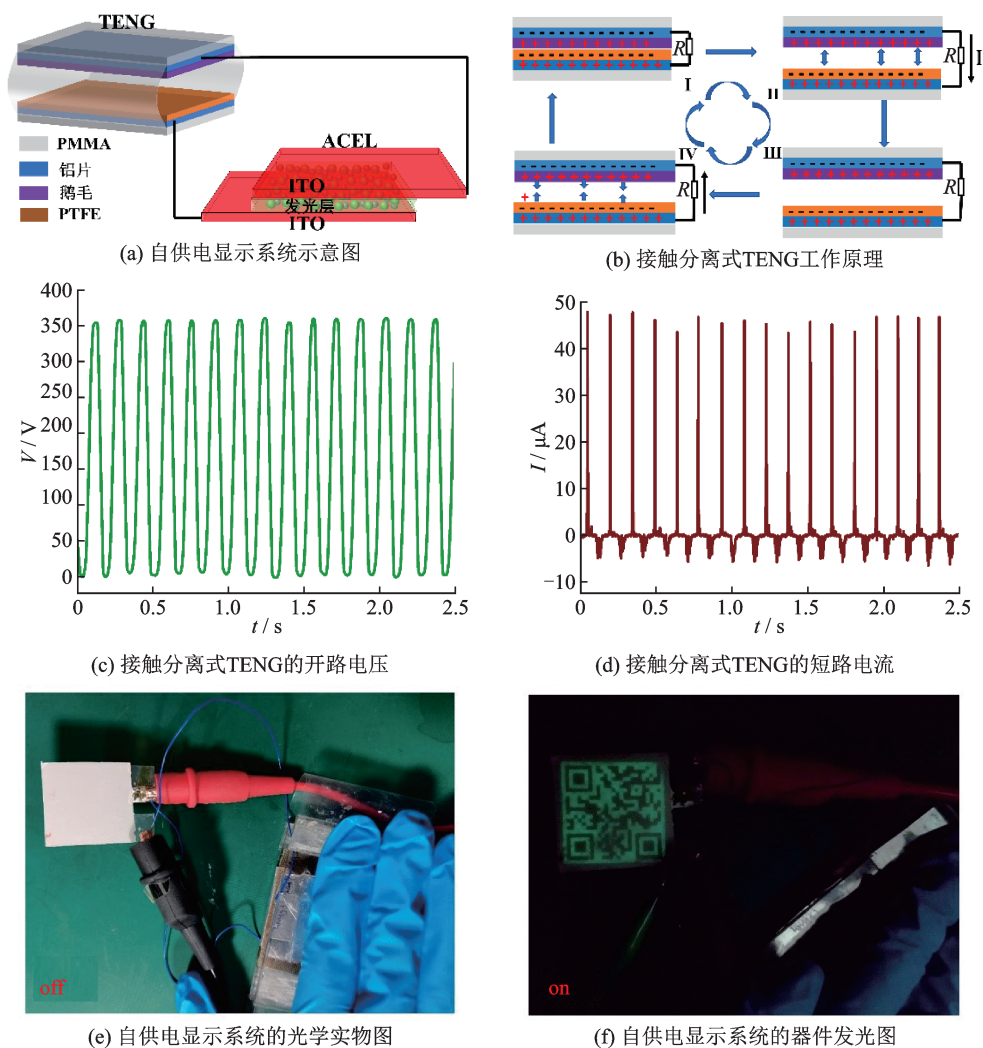 TENG
PMMA
铝片
鹅毛
PTFE
ACEL
ITO
发光层
ITO
(a) 自供电显示系统示意图
R
I
R
I
II
IV
III
R
R
(b) 接触分离式TENG工作原理
400
350
300
250
200
150
100
50
0
V / V
0
0.5
1.0
1.5
2.0
2.5
t / s
(c) 接触分离式TENG的开路电压
50
40
30
20
10
0
−10
I / μA
0
0.5
1.0
1.5
2.0
2.5
t / s
(d) 接触分离式TENG的短路电流
off
(e) 自供电显示系统的光学实物图
on
(f) 自供电显示系统的器件发光图